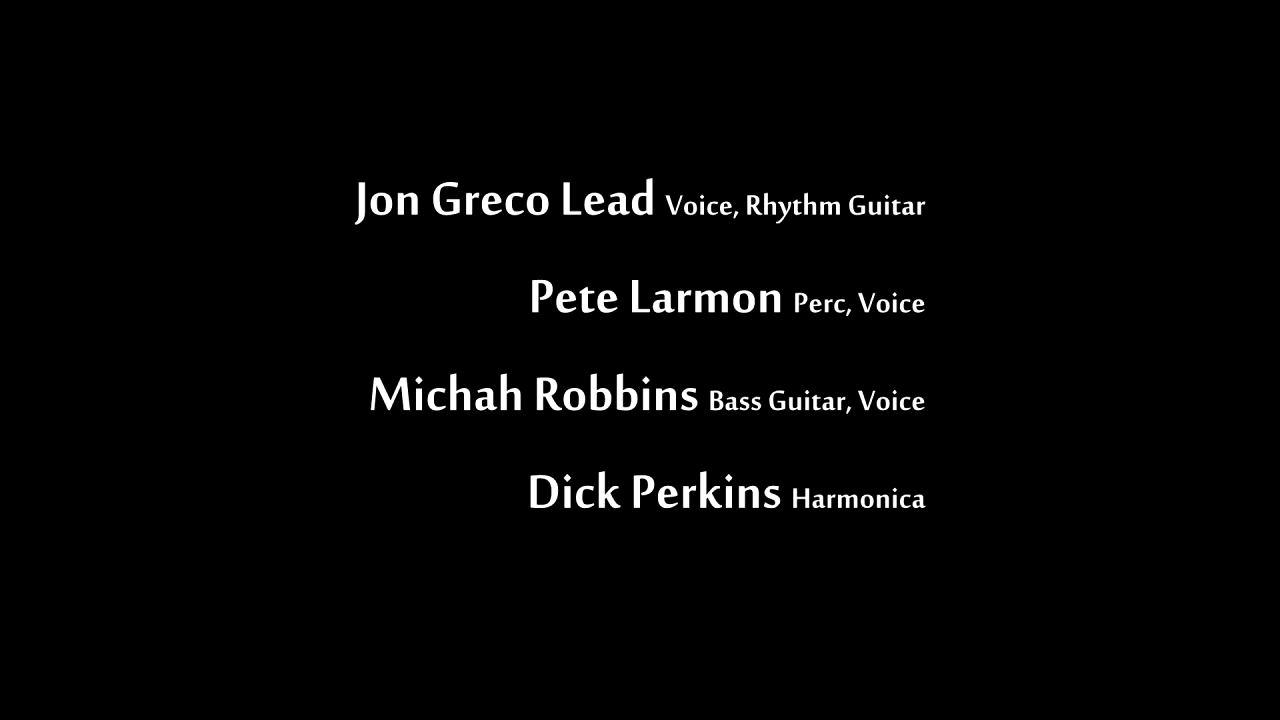 Jon Greco Lead Voice, Rhythm Guitar
Pete Larmon Perc, Voice
Michah Robbins Bass Guitar, Voice
Dick Perkins Harmonica